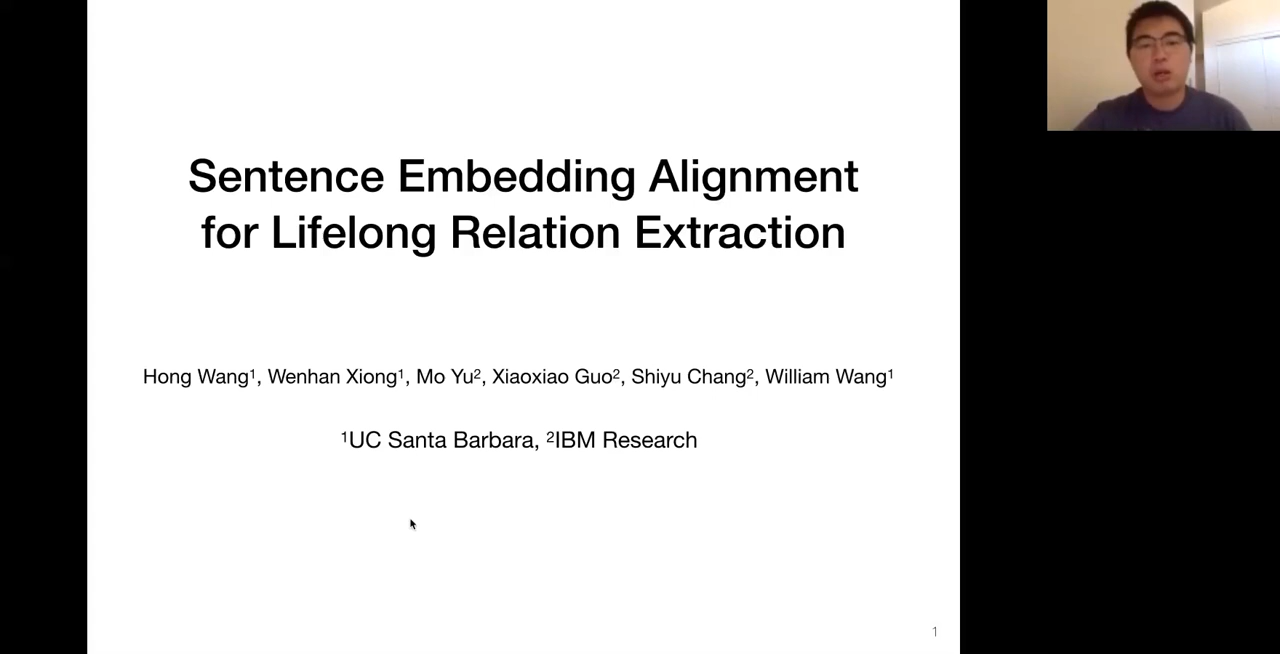 Sentence Embedding Alignment
for Lifelong Relation Extraction
Hong Wang¹, Wenhan Xiong¹, Mo Yu², Xiaoxiao Guo², Shiyu Chang², William Wang¹
¹UC Santa Barbara, ²IBM Research
1